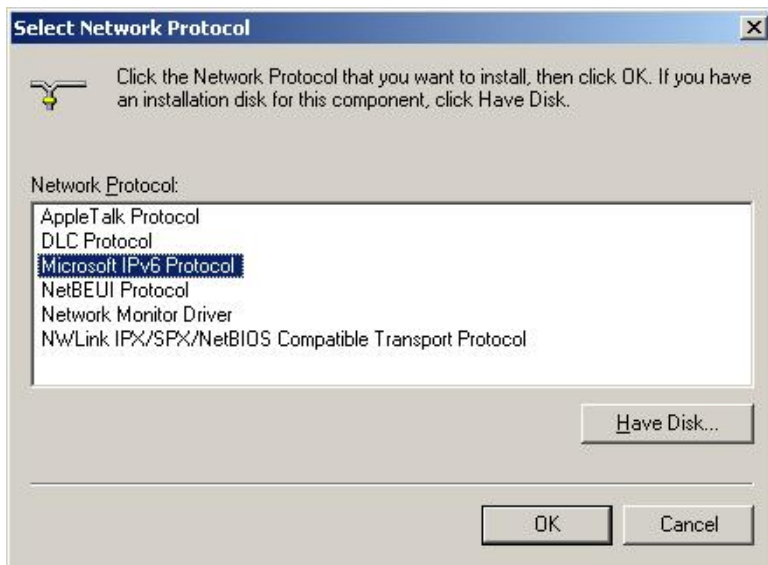 Select Network Protocol
Click the Network Protocol that you want to install, then click OK. If you have
an installation disk for this component, click Have Disk.
Network Protocol:
AppleTalk Protocol
DLC Protocol
Microsoft IPv6 Protocol
NetBEUI Protocol
Network Monitor Driver
NWLink IPX/SPX/NetBIOS Compatible Transport Protocol
Have Disk...
OK
Cancel